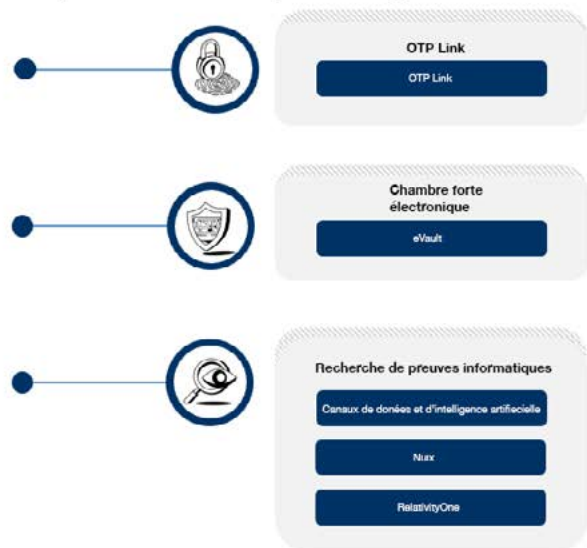 OTP Link
OTP Link
Chambre forte
électronique
eVault
Recherche de preuves informatiques
Canaux de donées et d'intelligence artifiecielle
Nuix
RelativityOne